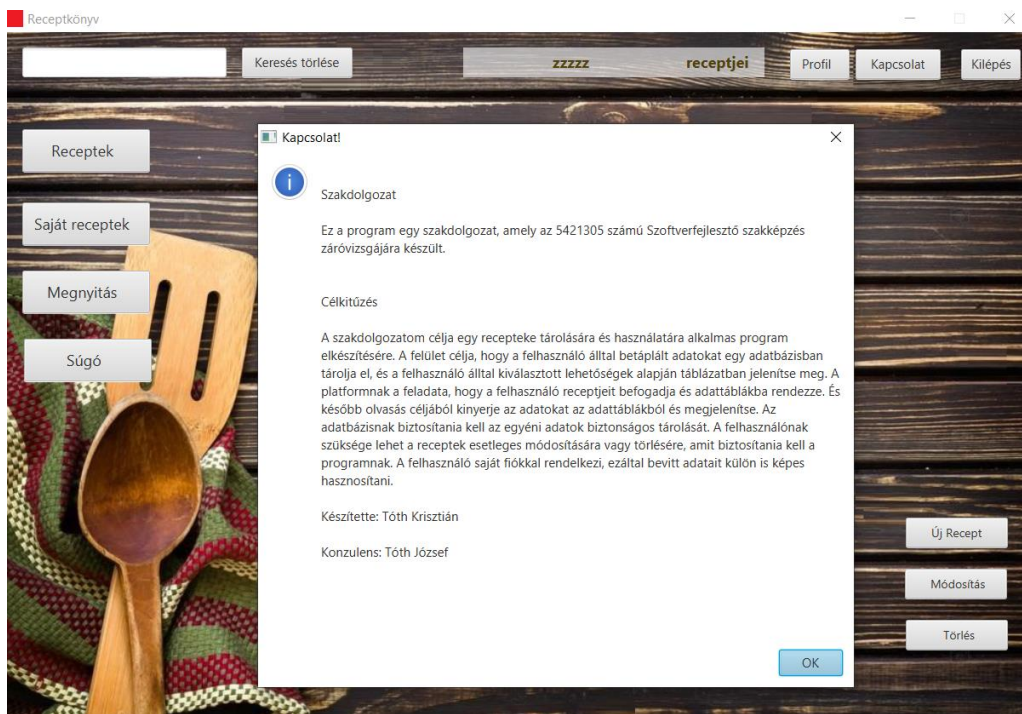 Receptkönyv
Keresés törlése
zzzzz receptjei
Profil
Kapcsolat
Kilépés
Receptek
Saját receptek
Megnyitás
Súgó
Kapcsolat!
Szakdolgozat
Ez a program egy szakdolgozat, amely az 5421305 számú Szoftverfejlesztő szakképzés
záróvizsgájára készült.
Célkitűzés
A szakdolgozatom célja egy recepteke tárolására és használatára alkalmas program
elkészítésére. A felület célja, hogy a felhasználó álltal betáplált adatokat egy adatbázisban
tárolja el, és a felhasználó álltal kiválasztott lehetőségek alapján táblázatban jelenítse meg. A
platformnak a feladata, hogy a felhasználó receptjeit befogadja és adattáblákba rendezze. És
később olvasás céljából kinyerje az adatokat az adattáblákból és megjelenítse. Az
adatbázisnak biztosítania kell az egyéni adatok biztonságos tárolását. A felhasználónak
szüksége lehet a receptek esetleges módosítására vagy törlésére, amit biztosítania kell a
programnak. A felhasználó saját fiókkal rendelkezi, ezáltal bevitt adatait külön is képes
hasznosítani.
Készítette: Tóth Krisztián
Konzulens: Tóth József
OK
Új Recept
Módosítás
Törlés